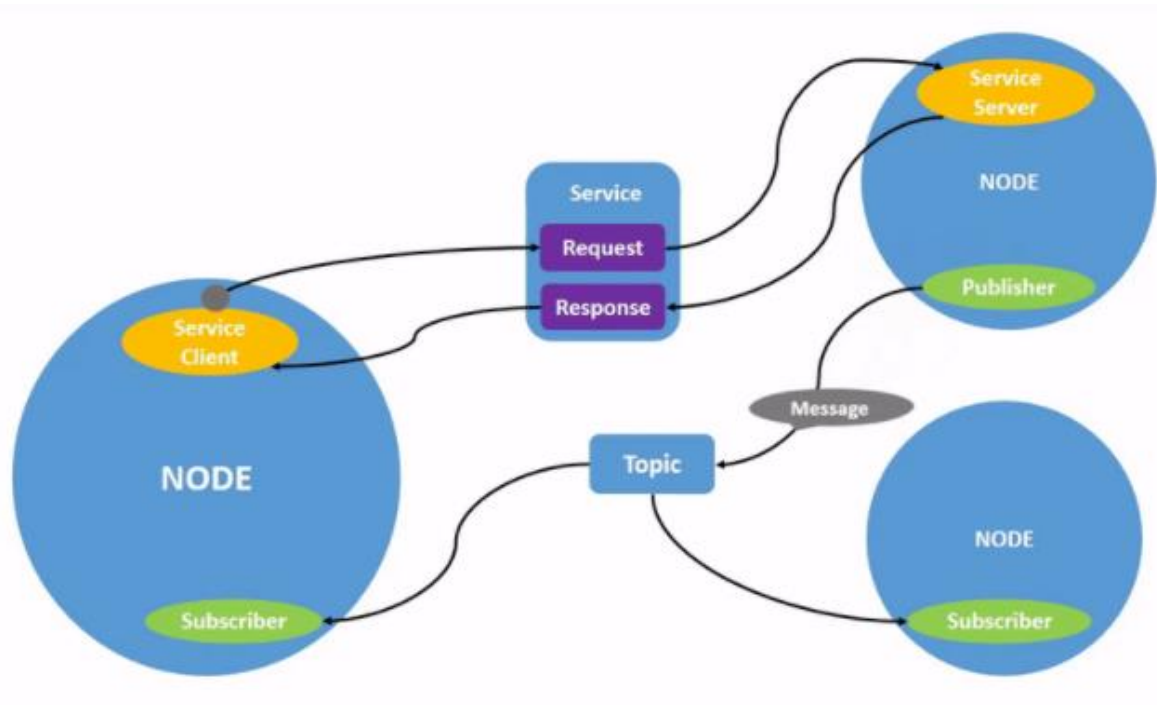 Service
Server
NODE
Service
Request
Response
Publisher
Service
Client
Message
Topic
NODE
NODE
Subscriber
Subscriber